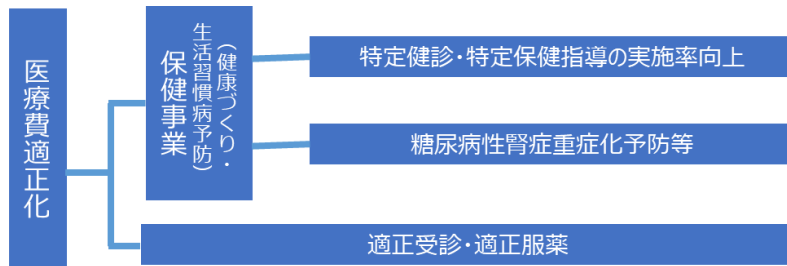 医療費適正化
保健事業
（健康づくり・
生活習慣病予防）
特定健診・特定保健指導の実施率向上
糖尿病性腎症重症化予防等
適正受診・適正服薬